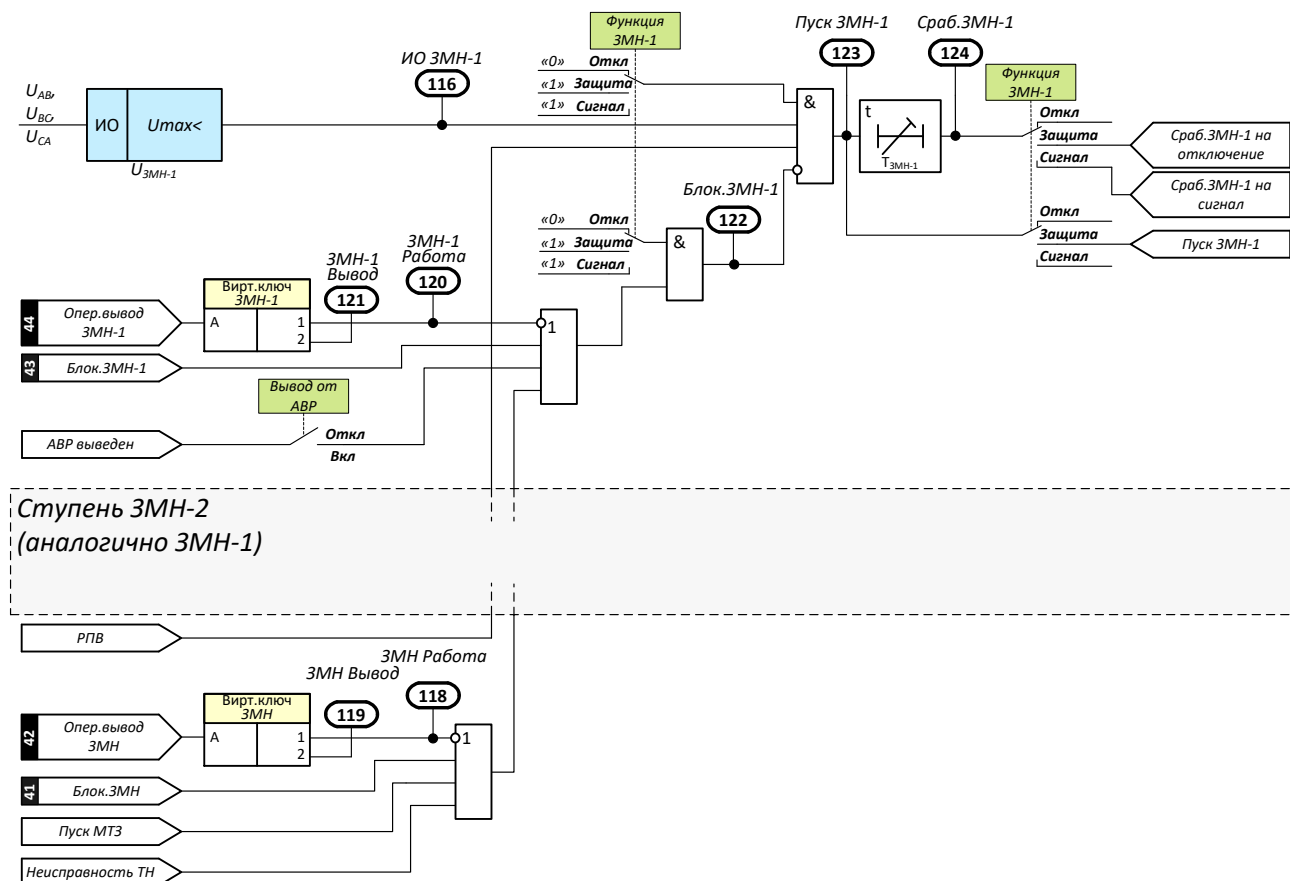 Функция
ЗМН-1
Пуск ЗМН-1
Сраб.ЗМН-1
123
124
ИО ЗМН-1
116
«0» Откл
«1» Защита
«1» Сигнал
Функция
ЗМН-1
U_AB,
U_BC,
U_CA
ИО
Umax<
U_ЗМН-1
&
t
T_ЗМН-1
Откл
Защита
Сигнал
Сраб.ЗМН-1 на
отключение
Сраб.ЗМН-1 на
сигнал
Блок.ЗМН-1
122
«0» Откл
«1» Защита
«1» Сигнал
&
Откл
Защита
Сигнал
Пуск ЗМН-1
ЗМН-1
Вывод
121
ЗМН-1
Работа
120
44
Опер.вывод
ЗМН-1
Вирт.ключ
ЗМН-1
A
1
2
1
43
Блок.ЗМН-1
Вывод от
АВР
АВР выведен
Откл
Вкл
Ступень ЗМН-2
(аналогично ЗМН-1)
РПВ
ЗМН Работа
118
ЗМН Вывод
119
42
Опер.вывод
ЗМН
Вирт.ключ
ЗМН
A
1
2
1
41
Блок.ЗМН
Пуск МТЗ
Неисправность ТН